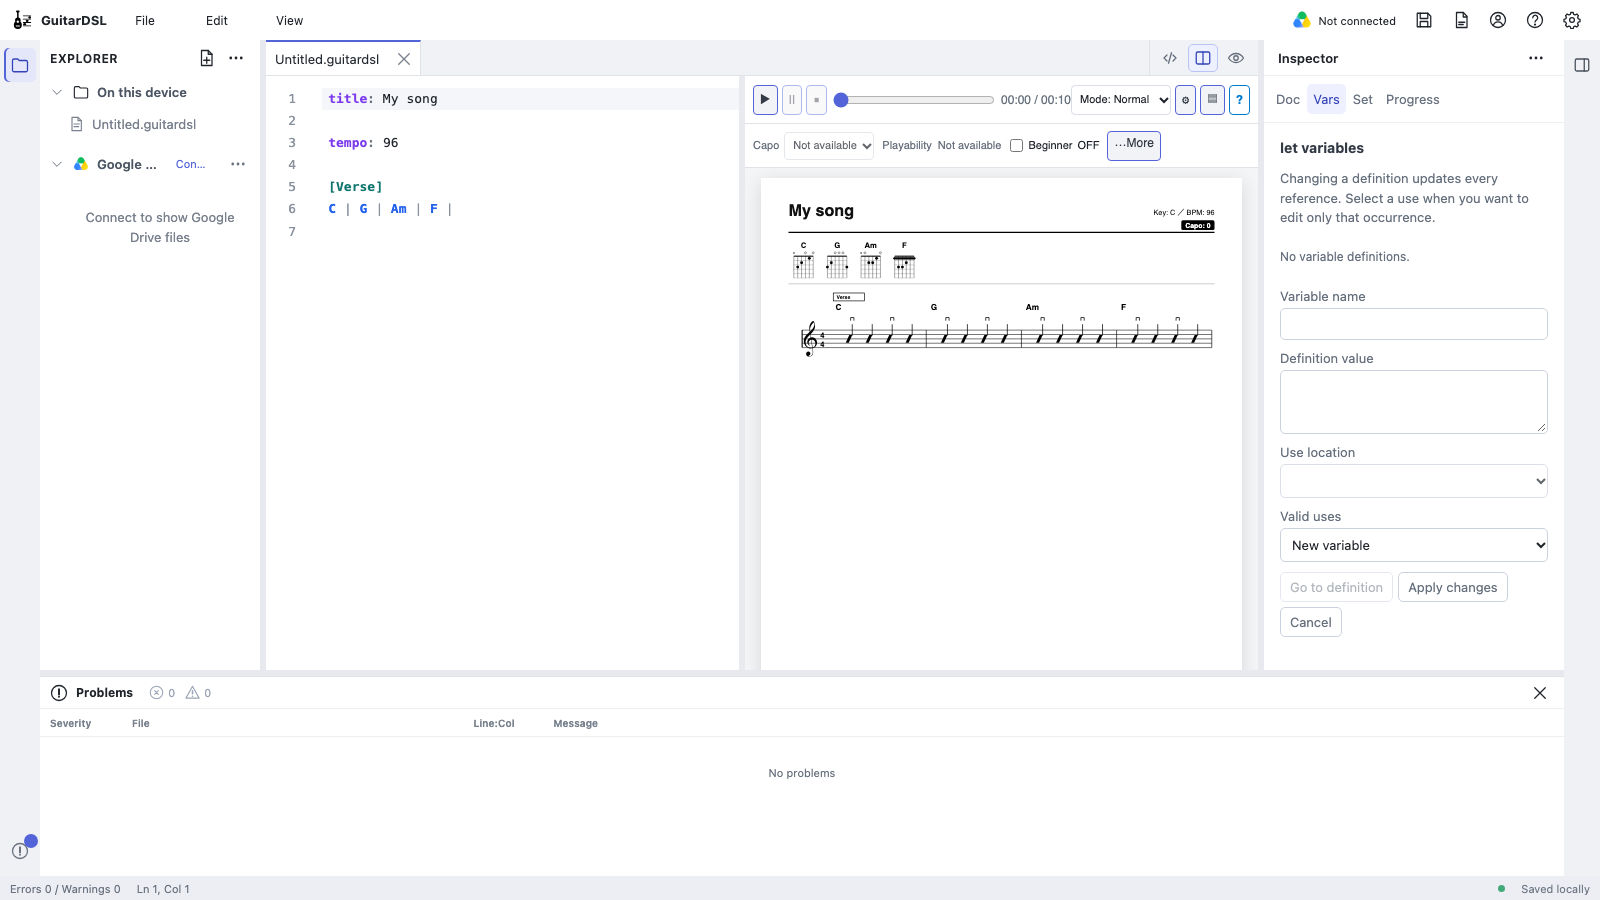 GuitarDSL File Edit View Not connected
EXPLORER
On this device
Untitled.guitardsl
Google ... Con...
Connect to show Google
Drive files
Untitled.guitardsl
1 title: My song
2
3 tempo: 96
4
5 [Verse]
6 C | G | Am | F |
7
00:00 / 00:10 Mode: Normal ?
Capo Not available Playability Not available Beginner OFF ...More
My song
Key: C / BPM: 96
Capo: 0
C G Am F
Verse
C G Am F
4
4
Inspector
Doc Vars Set Progress
let variables
Changing a definition updates every
reference. Select a use when you want to
edit only that occurrence.
No variable definitions.
Variable name
Definition value
Use location
Valid uses
New variable
Go to definition Apply changes
Cancel
Problems 0 0
Severity File Line:Col Message
No problems
Errors 0 / Warnings 0 Ln 1, Col 1 Saved locally